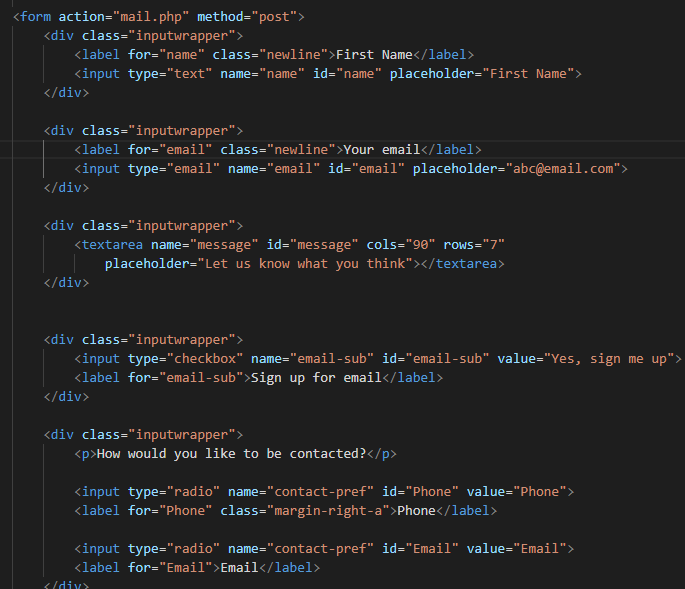 <form action="mail.php" method="post">
<div class="inputwrapper">
<label for="name" class="newline">First Name</label>
<input type="text" name="name" id="name" placeholder="First Name">
</div>
<div class="inputwrapper">
<label for="email" class="newline">Your email</label>
<input type="email" name="email" id="email" placeholder="abc@email.com">
</div>
<div class="inputwrapper">
<textarea name="message" id="message" cols="90" rows="7"
placeholder="Let us know what you think"></textarea>
</div>
<div class="inputwrapper">
<input type="checkbox" name="email-sub" id="email-sub" value="Yes, sign me up">
<label for="email-sub">Sign up for email</label>
</div>
<div class="inputwrapper">
<p>How would you like to be contacted?</p>
<input type="radio" name="contact-pref" id="Phone" value="Phone">
<label for="Phone" class="margin-right-a">Phone</label>
<input type="radio" name="contact-pref" id="Email" value="Email">
<label for="Email">Email</label>
</div>